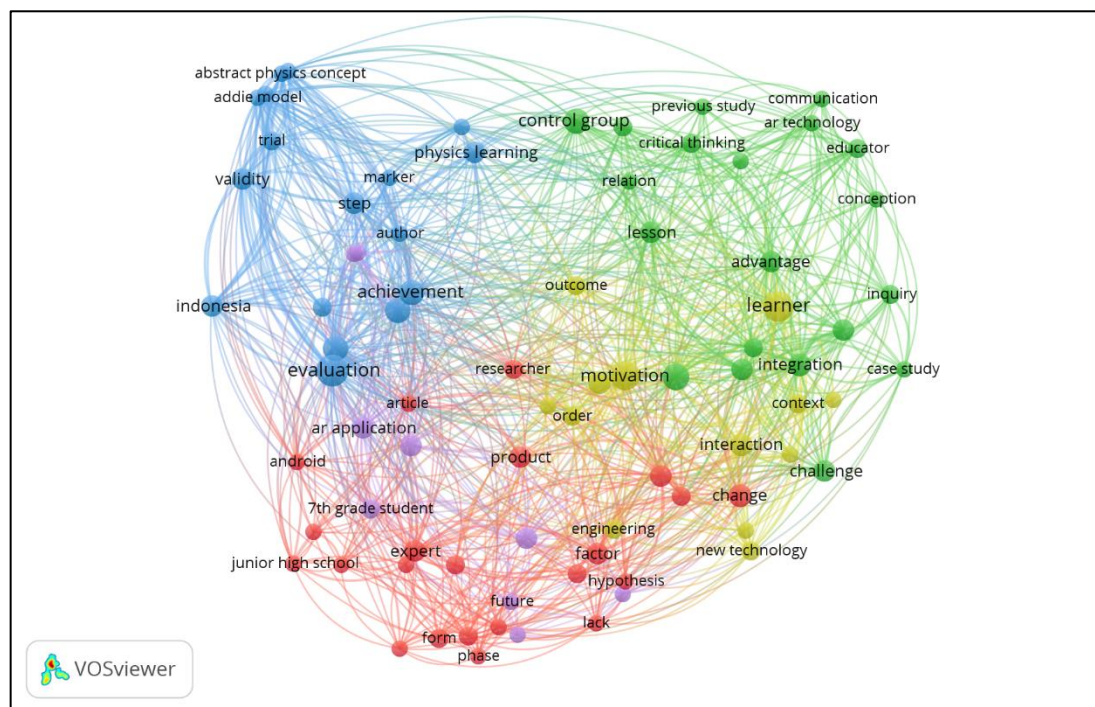 abstract physics concept
addie model
trial
validity
marker
step
author
physics learning
control group
previous study
communication
ar technology
critical thinking
educator
relation
conception
lesson
advantage
inquiry
outcome
learner
indonesia
achievement
evaluation
researcher
motivation
integration
case study
article
order
context
ar application
interaction
android
product
challenge
change
7th grade student
engineering
new technology
junior high school
expert
factor
hypothesis
future
lack
form
phase
VOSviewer